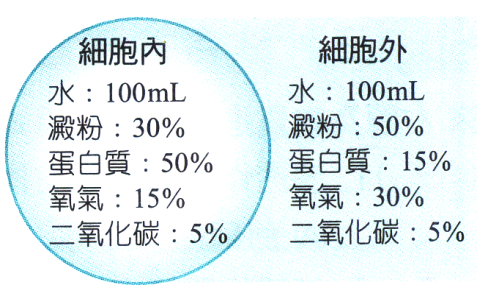 細胞內
水：100mL
澱粉：30%
蛋白質：50%
氧氣：15%
二氧化碳：5%
細胞外
水：100mL
澱粉：50%
蛋白質：15%
氧氣：30%
二氧化碳：5%